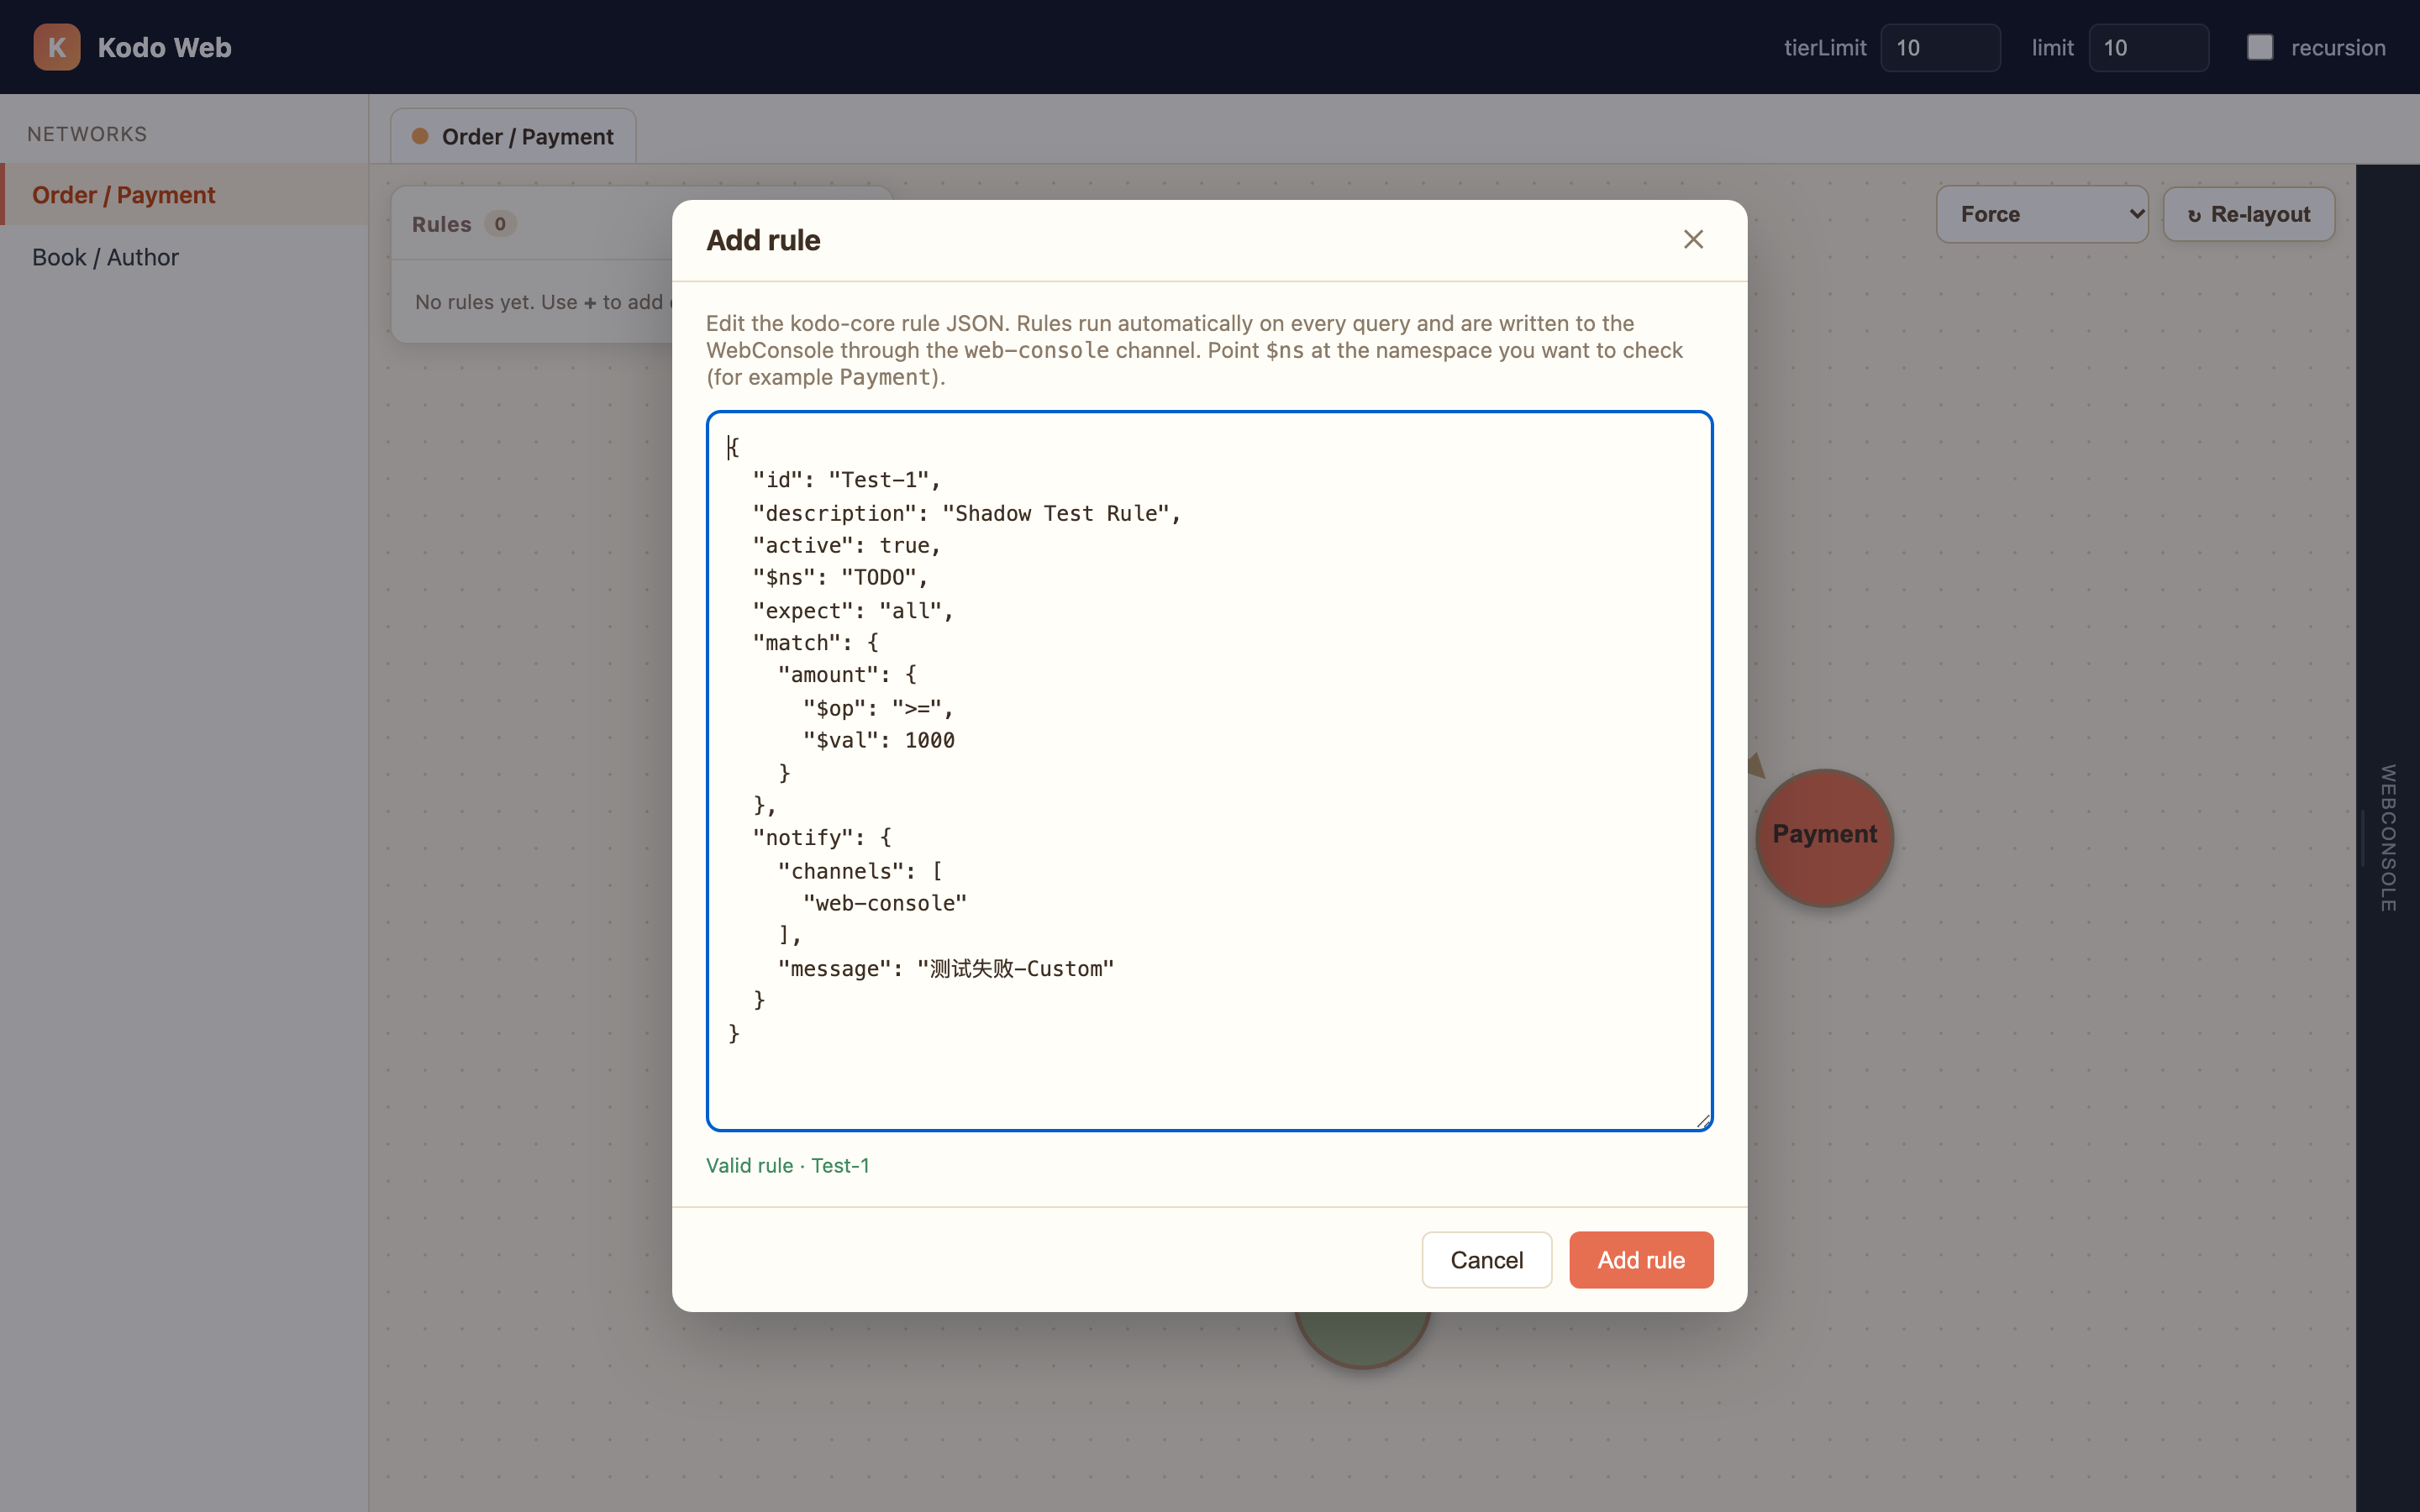 K Kodo Web
tierLimit 10 limit 10 recursion
NETWORKS
Order / Payment
Book / Author
Order / Payment
Rules 0
No rules yet. Use + to add
Force
↻ Re-layout
Add rule
Edit the kodo-core rule JSON. Rules run automatically on every query and are written to the
WebConsole through the web-console channel. Point $ns at the namespace you want to check
(for example Payment).
{
  "id": "Test-1",
  "description": "Shadow Test Rule",
  "active": true,
  "$ns": "TODO",
  "expect": "all",
  "match": {
    "amount": {
      "$op": ">=",
      "$val": 1000
    }
  },
  "notify": {
    "channels": [
      "web-console"
    ],
    "message": "测试失败-Custom"
  }
}
Valid rule · Test-1
Cancel
Add rule
Payment
WEBCONSOLE